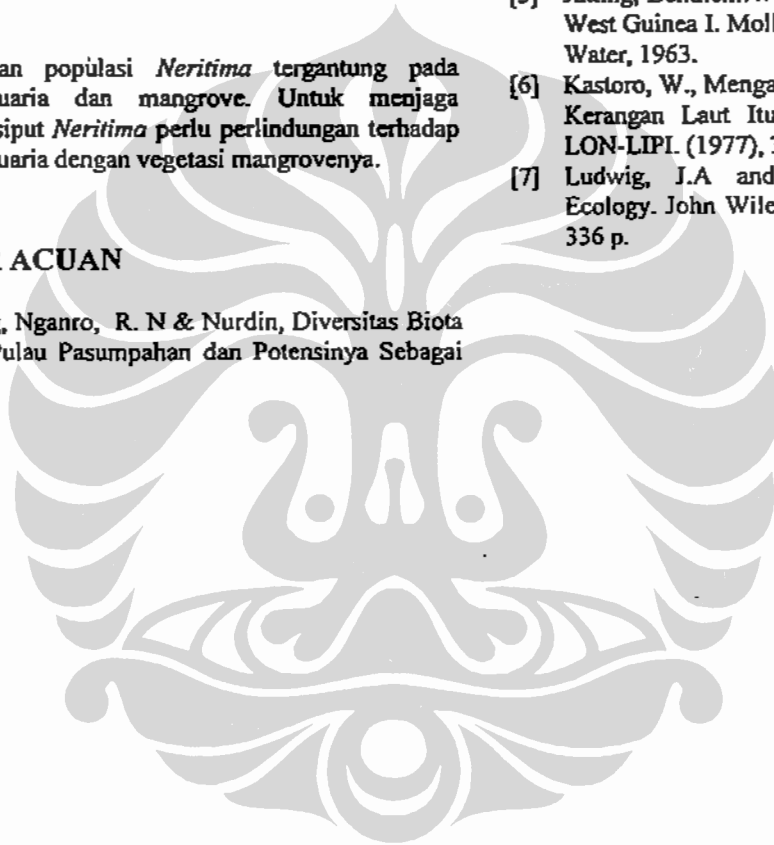 an populasi Neritima tergantung pada
uaria dan mangrove. Untuk menjaga
siput Neritima perlu perlindungan terhadap
uaria dengan vegetasi mangrovenya.
ACUAN
, Nganro, R. N & Nurdin, Diversitas Biota
Pulau Pasumpahan dan Potensinya Sebagai
West Guinea I. Moll
Water, 1963.
[6] Kastoro, W., Menga
Kerangan Laut Itu
LON-LIPI. (1977),
[7] Ludwig, J.A and
Ecology. John Wile
336 p.